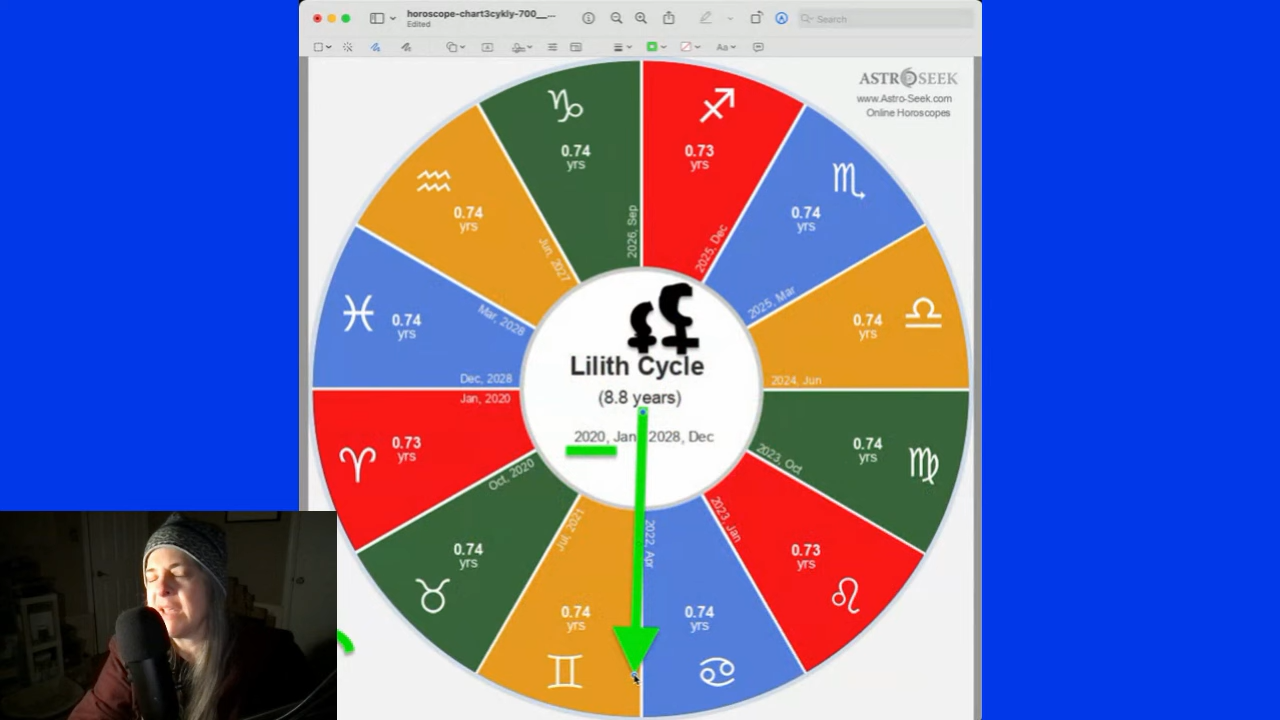 horoscope-chart3cykly-700__...
Edited
Search
Aa
ASTROSEEK
www.Astro-Seek.com
Online Horoscopes
0.74
yrs
0.73
yrs
0.74
yrs
0.74
yrs
0.74
yrs
0.74
yrs
0.74
yrs
0.74
yrs
0.73
yrs
0.74
yrs
0.73
yrs
0.74
yrs
2026, Sep
2025, Dec
Jun, 2027
2025, Mar
Mar, 2028
Dec, 2028
2024, Jun
Jan, 2020
Oct, 2020
2023, Oct
Jul, 2021
2022, Apr
2023, Jan
Lilith Cycle
(8.8 years)
2020, Jan 2028, Dec